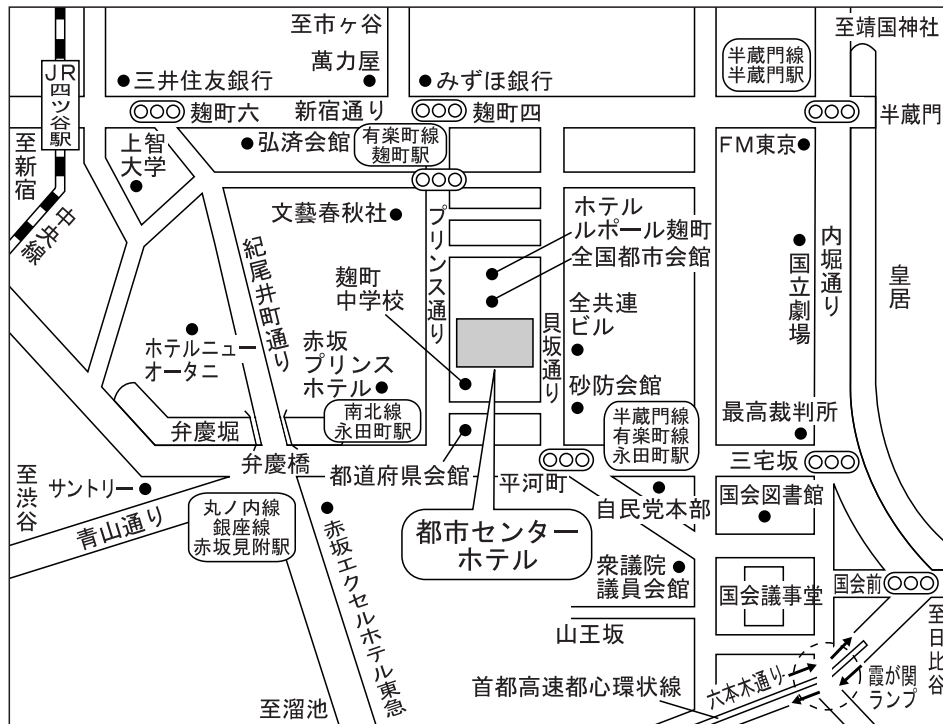 至市ヶ谷
至靖国神社
萬力屋
半蔵門線
半蔵門駅
JR四ツ谷駅
三井住友銀行
みずほ銀行
麹町六
新宿通り
麹町四
半蔵門
至新宿
上智
大学
弘済会館
有楽町線
麹町駅
FM東京
中央線
文藝春秋社
プリンス通り
ホテル
ルポール麹町
全国都市会館
内堀通り
国立劇場
皇居
紀尾井町通り
麹町
中学校
全共連
ビル
貝坂通り
ホテルニュー
オータニ
赤坂
プリンス
ホテル
砂防会館
南北線
永田町駅
半蔵門線
有楽町線
永田町駅
最高裁判所
弁慶堀
弁慶橋
都道府県会館
平河町
三宅坂
至渋谷
サントリー
青山通り
丸ノ内線
銀座線
赤坂見附駅
赤坂エクセルホテル東急
都市センター
ホテル
自民党本部
国会図書館
衆議院
議員会館
国会議事堂
国会前
至日比谷
山王坂
首都高速都心環状線
六本木通り
霞が関
ランプ
至溜池